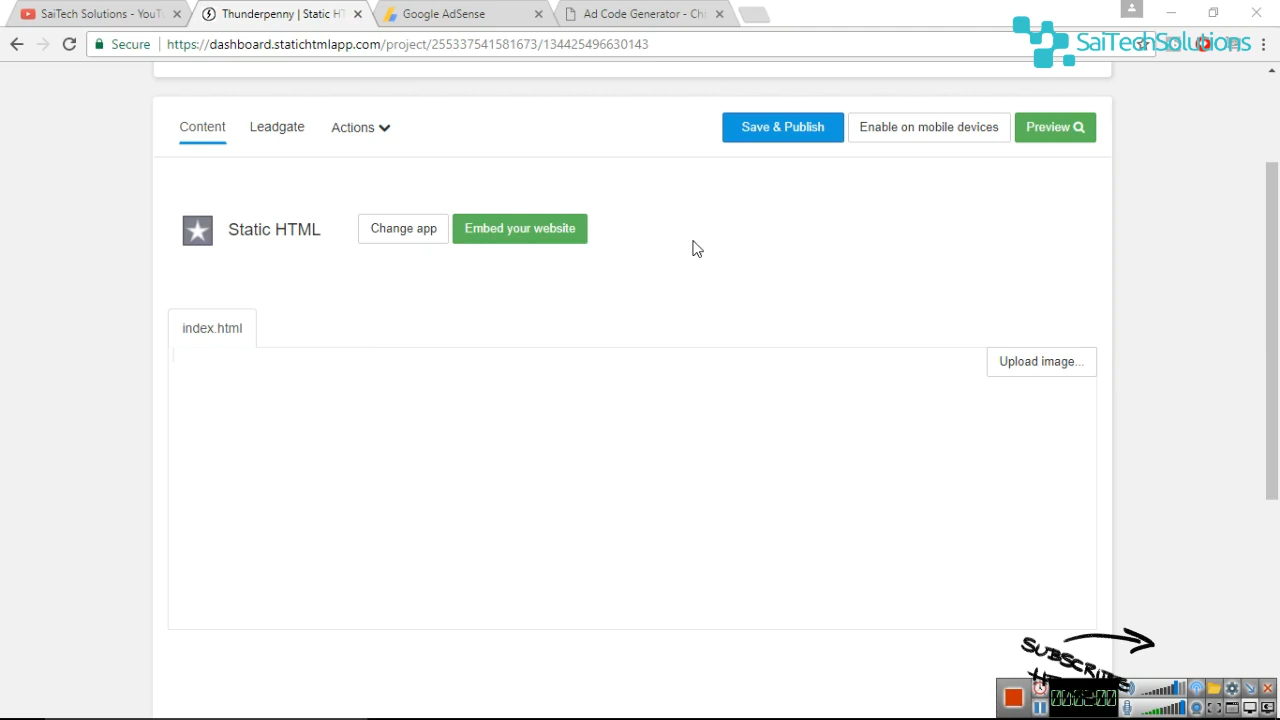 SaiTech Solutions - YouT
Thunderpenny | Static HT
Google AdSense
Ad Code Generator - Ch
Secure
https://dashboard.statichtmlapp.com/project/255337541581673/134425496630143
SaiTechSolutions
Content
Leadgate
Actions
Save & Publish
Enable on mobile devices
Preview
Static HTML
Change app
Embed your website
index.html
Upload image...
SUBSCRIBE